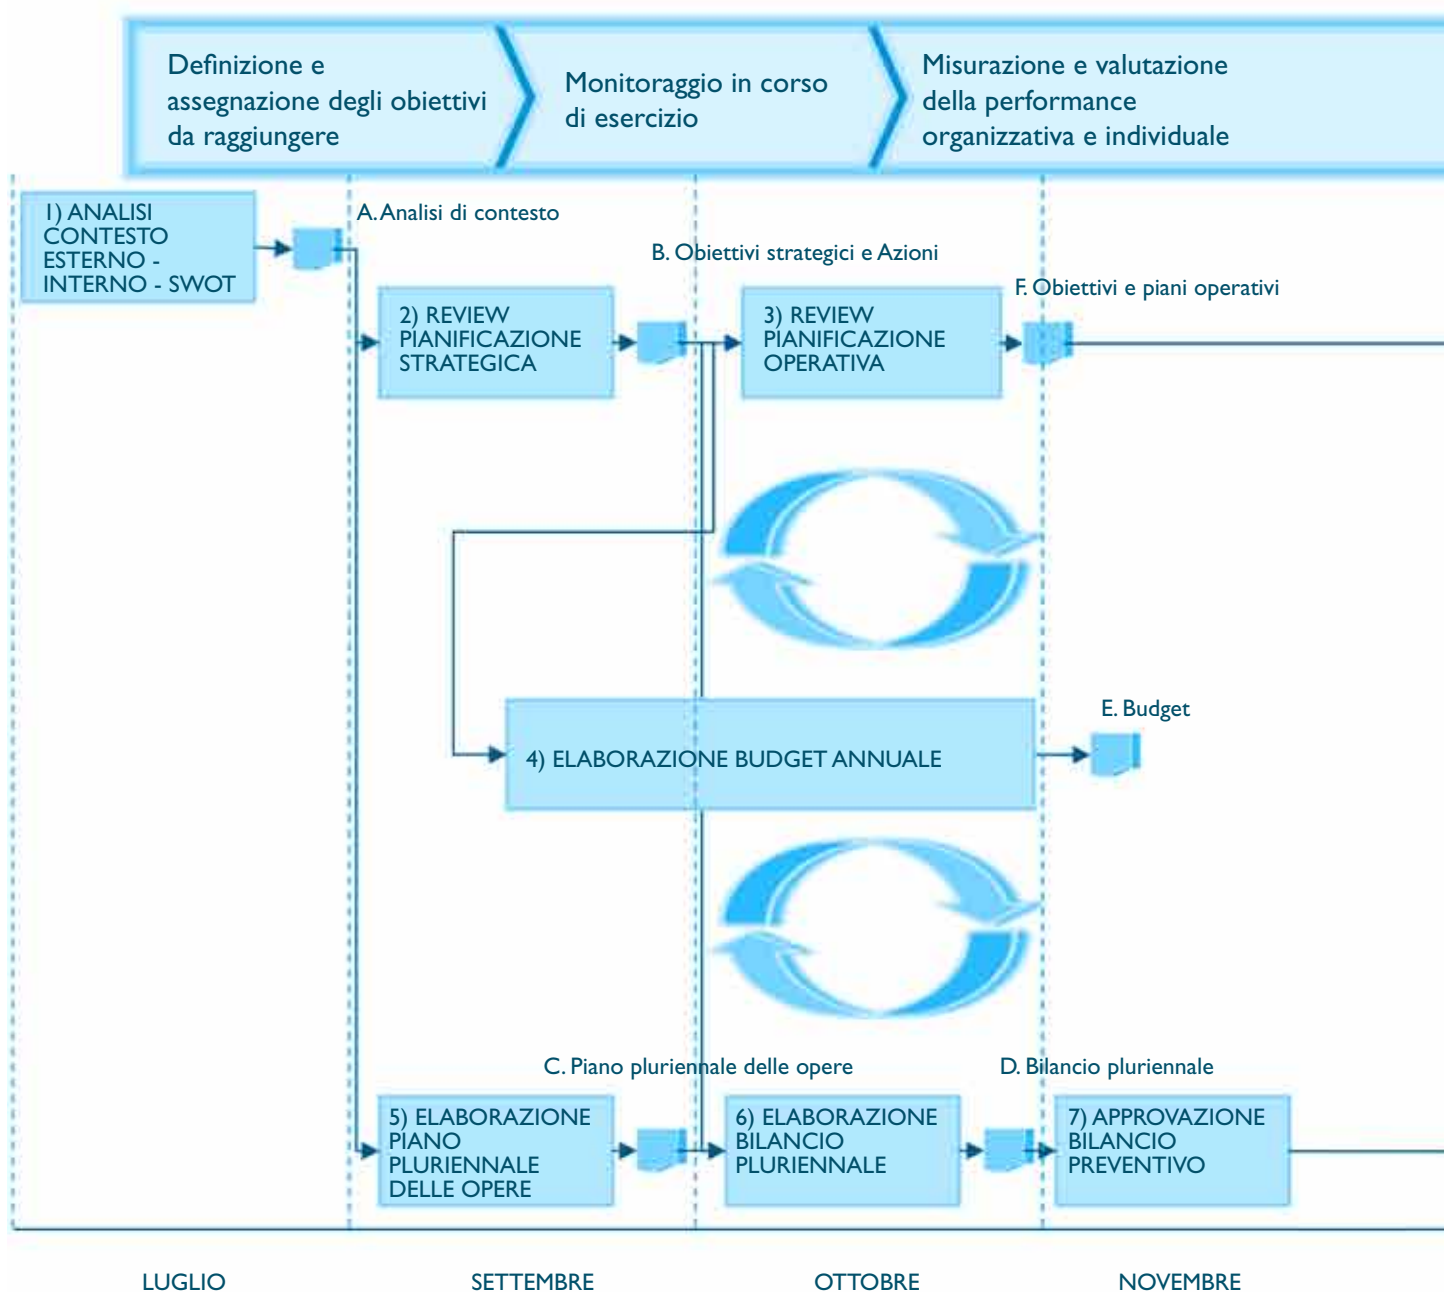 Definizione e
assegnazione degli obiettivi
da raggiungere
Monitoraggio in corso
di esercizio
Misurazione e valutazione
della performance
organizzativa e individuale
1) ANALISI
CONTESTO
ESTERNO -
INTERNO - SWOT
A. Analisi di contesto
B. Obiettivi strategici e Azioni
F. Obiettivi e piani operativi
2) REVIEW
PIANIFICAZIONE
STRATEGICA
3) REVIEW
PIANIFICAZIONE
OPERATIVA
E. Budget
4) ELABORAZIONE BUDGET ANNUALE
C. Piano pluriennale delle opere
D. Bilancio pluriennale
5) ELABORAZIONE
PIANO
PLURIENNALE
DELLE OPERE
6) ELABORAZIONE
BILANCIO
PLURIENNALE
7) APPROVAZIONE
BILANCIO
PREVENTIVO
LUGLIO
SETTEMBRE
OTTOBRE
NOVEMBRE